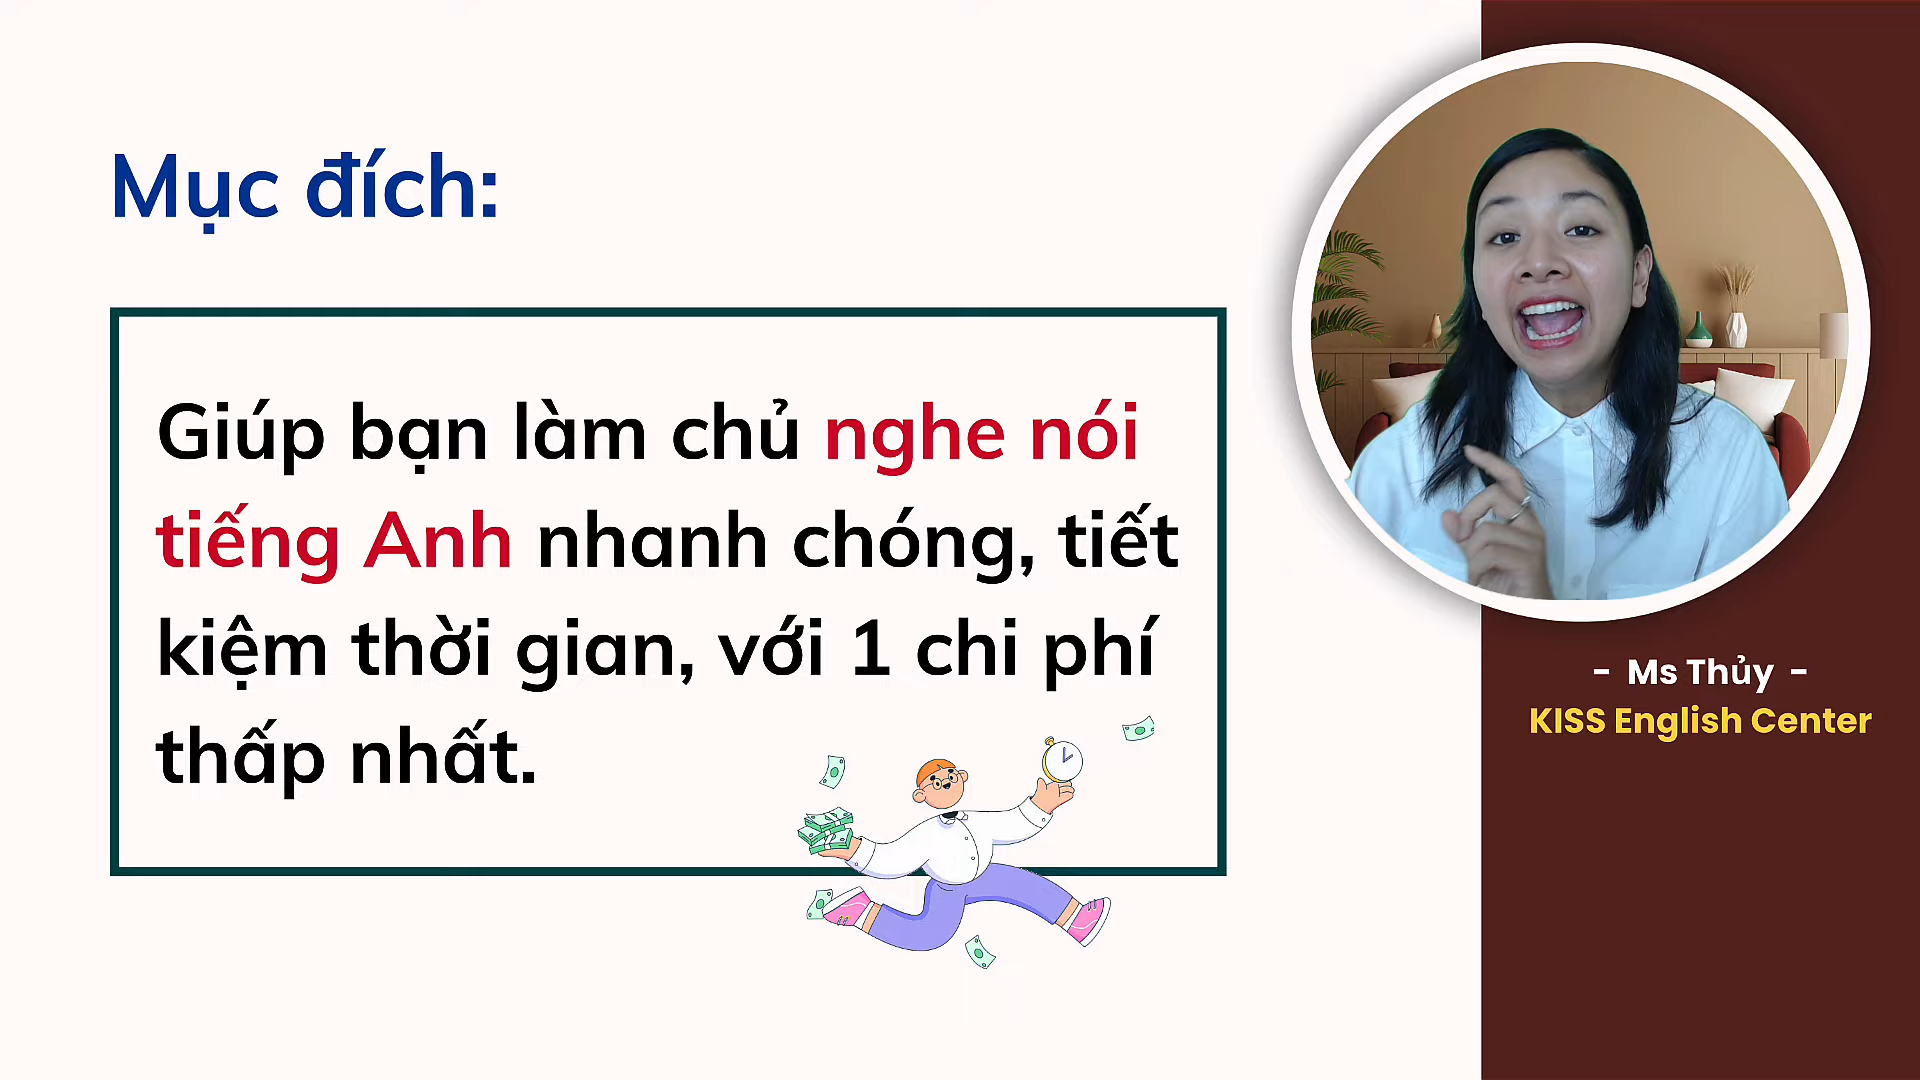 Mục đích:
Giúp bạn làm chủ nghe nói
tiếng Anh nhanh chóng, tiết
kiệm thời gian, với 1 chi phí
thấp nhất.
- Ms Thủy -
KISS English Center